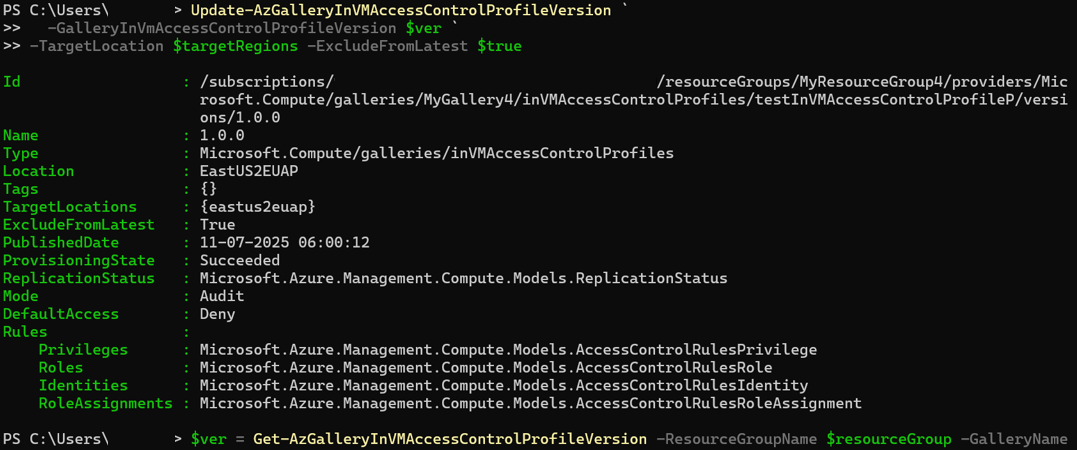 PS C:\Users\ > Update-AzGalleryInVMAccessControlProfileVersion `
>>   -GalleryInVmAccessControlProfileVersion $ver `
>> -TargetLocation $targetRegions -ExcludeFromLatest $true
Id : /subscriptions/ /resourceGroups/MyResourceGroup4/providers/Mic
rosoft.Compute/galleries/MyGallery4/inVMAccessControlProfiles/testInVMAccessControlProfileP/versi
ons/1.0.0
Name : 1.0.0
Type : Microsoft.Compute/galleries/inVMAccessControlProfiles
Location : EastUS2EUAP
Tags : {}
TargetLocations : {eastus2euap}
ExcludeFromLatest : True
PublishedDate : 11-07-2025 06:00:12
ProvisioningState : Succeeded
ReplicationStatus : Microsoft.Azure.Management.Compute.Models.ReplicationStatus
Mode : Audit
DefaultAccess : Deny
Rules :
Privileges : Microsoft.Azure.Management.Compute.Models.AccessControlRulesPrivilege
Roles : Microsoft.Azure.Management.Compute.Models.AccessControlRulesRole
Identities : Microsoft.Azure.Management.Compute.Models.AccessControlRulesIdentity
RoleAssignments : Microsoft.Azure.Management.Compute.Models.AccessControlRulesRoleAssignment
PS C:\Users\ > $ver = Get-AzGalleryInVMAccessControlProfileVersion -ResourceGroupName $resourceGroup -GalleryName